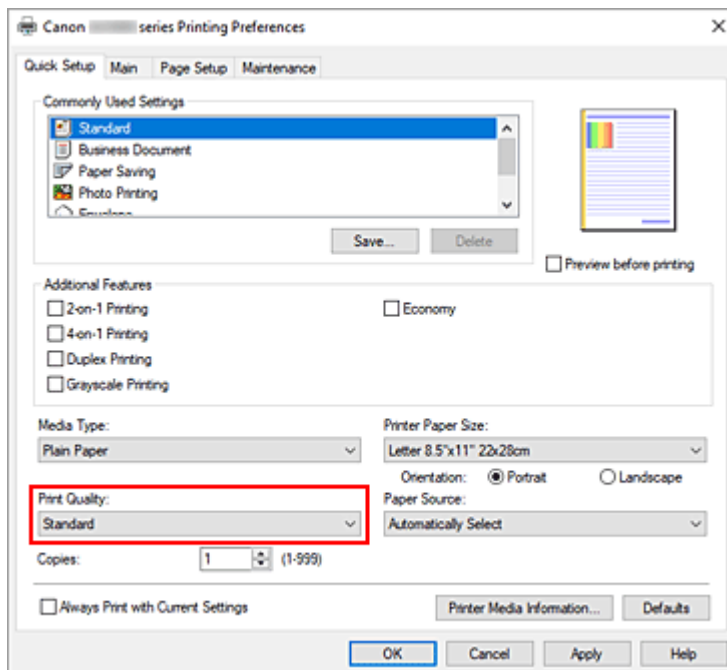 Canon series Printing Preferences
Quick Setup Main Page Setup Maintenance
Commonly Used Settings
Standard
Business Document
Paper Saving
Photo Printing
Envelope
Save... Delete
Preview before printing
Additional Features
2-on-1 Printing Economy
4-on-1 Printing
Duplex Printing
Grayscale Printing
Media Type: Printer Paper Size:
Plain Paper Letter 8.5"x11" 22x28cm
Orientation: Portrait Landscape
Print Quality: Paper Source:
Standard Automatically Select
Copies: 1 (1-999)
Always Print with Current Settings Printer Media Information... Defaults
OK Cancel Apply Help